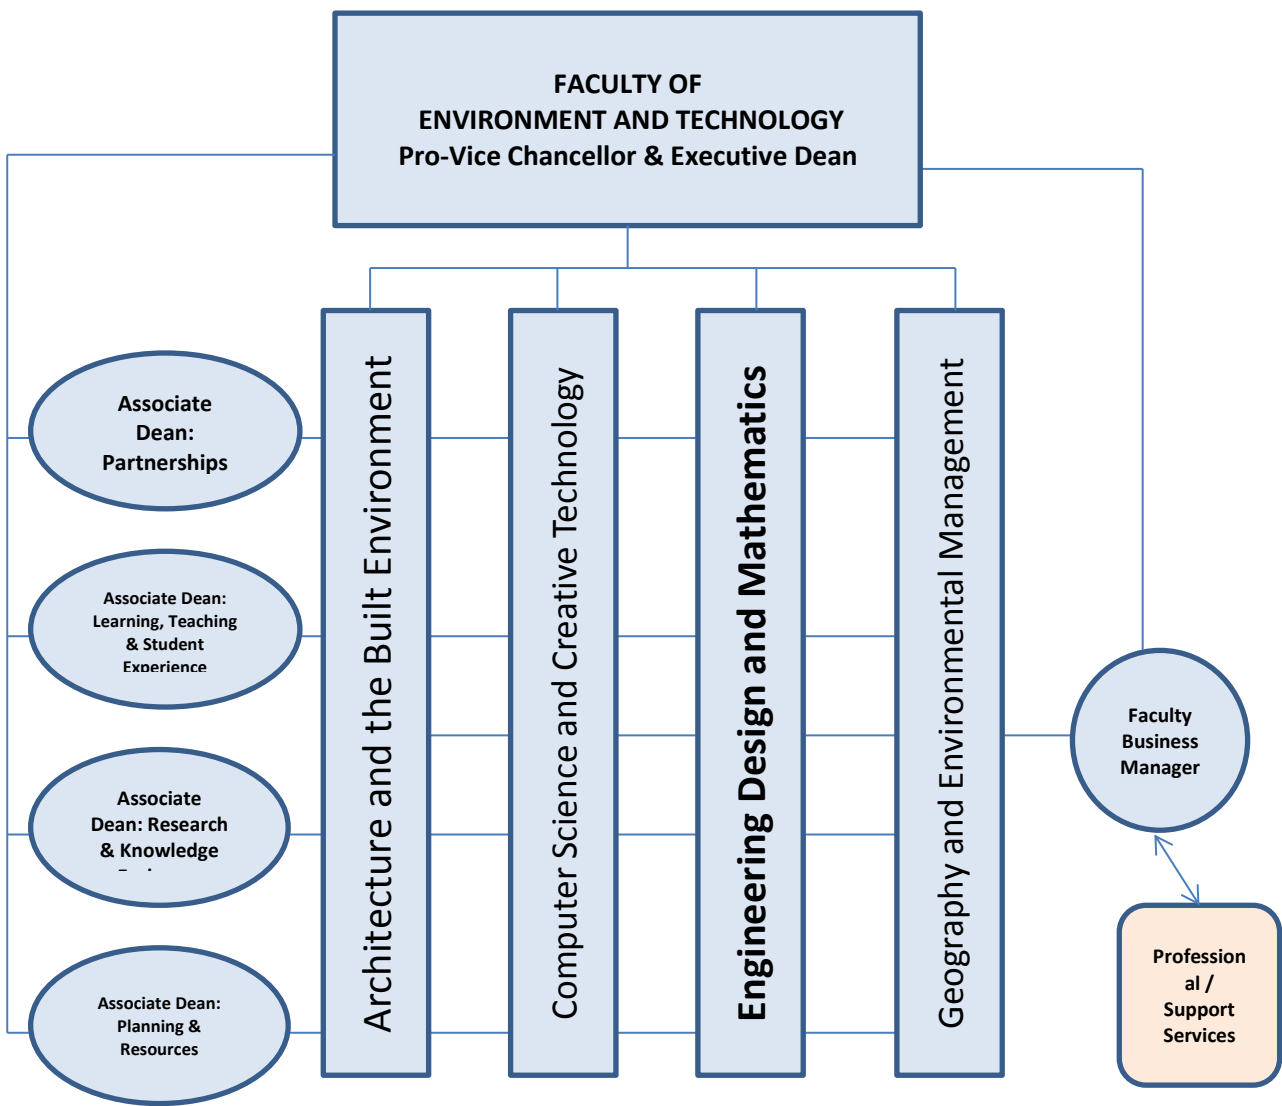 FACULTY OF
ENVIRONMENT AND TECHNOLOGY
Pro-Vice Chancellor & Executive Dean
Associate
Dean:
Partnerships
Associate Dean:
Learning, Teaching
& Student
Experience
Associate
Dean: Research
& Knowledge
Associate Dean:
Planning &
Resources
Architecture and the Built Environment
Computer Science and Creative Technology
Engineering Design and Mathematics
Geography and Environmental Management
Faculty
Business
Manager
Profession
al /
Support
Services